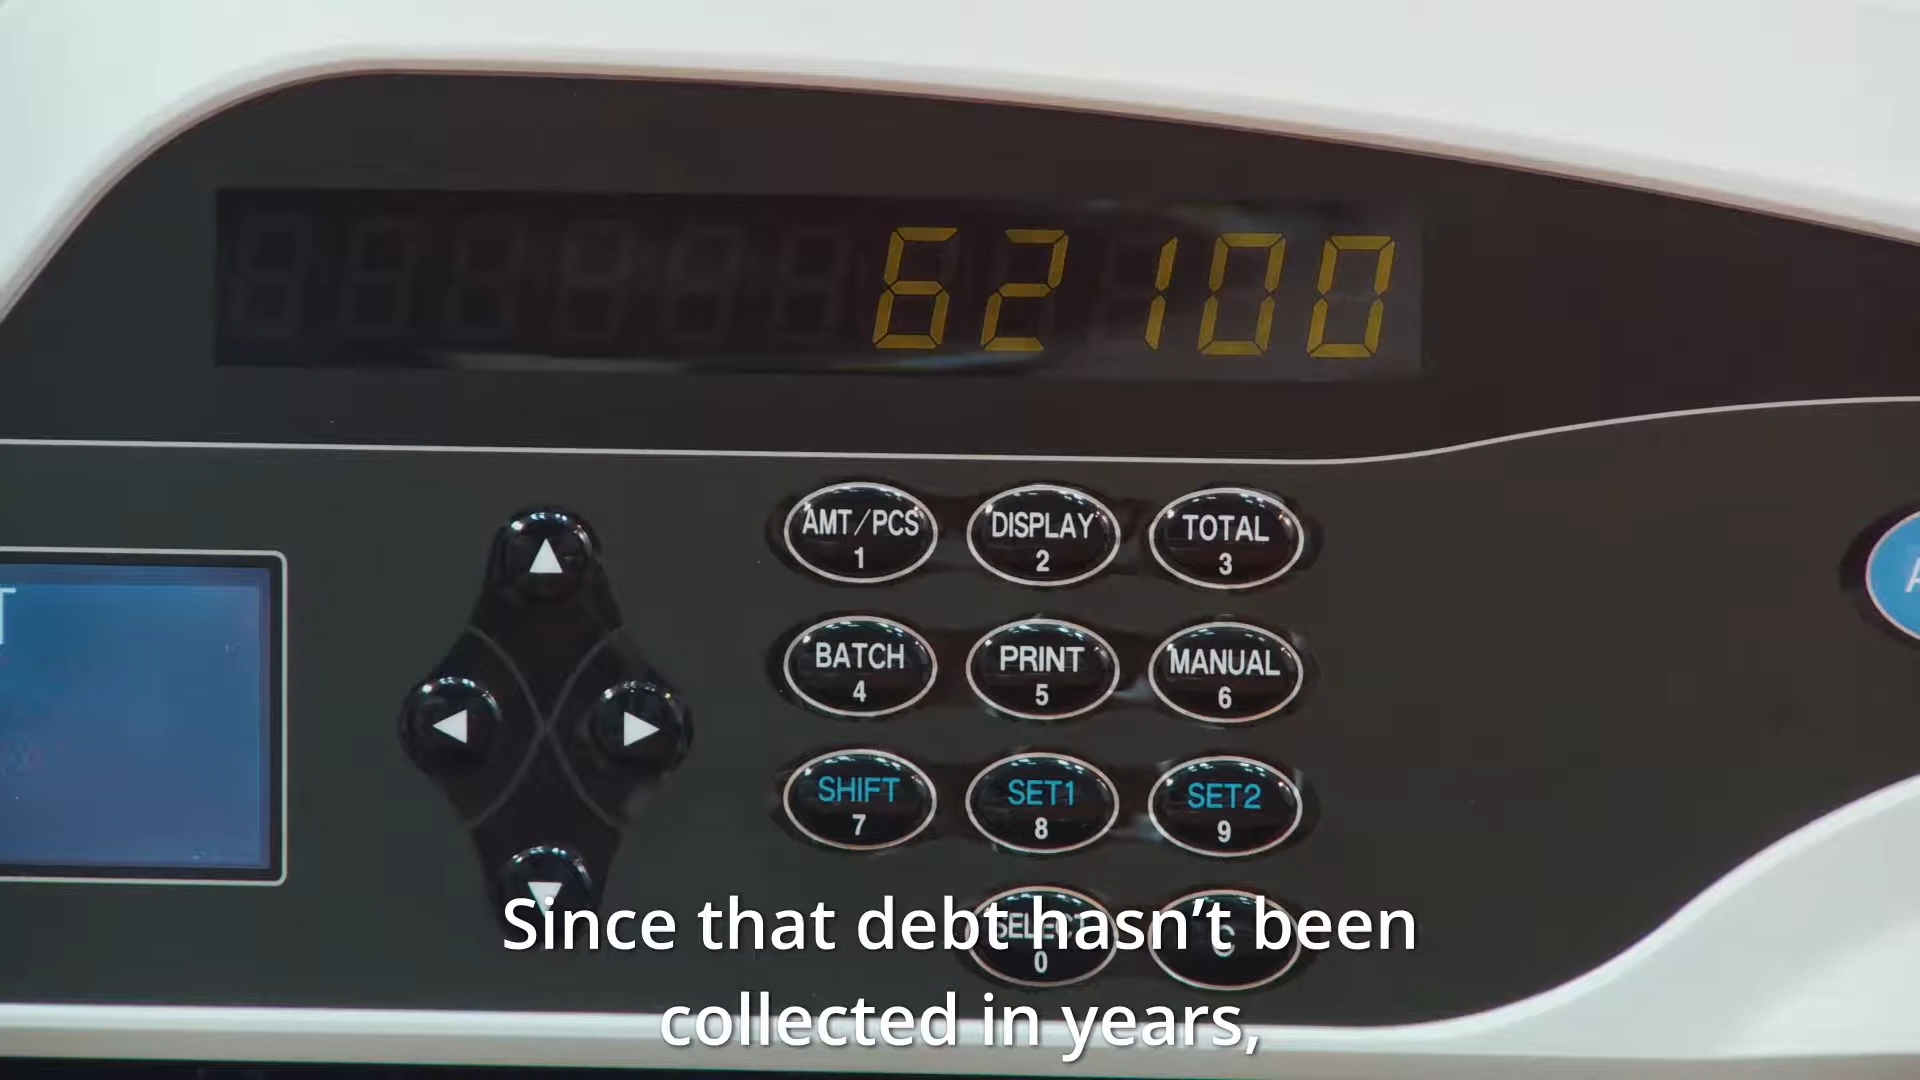 62100
AMT/PCS
1
DISPLAY
2
TOTAL
3
BATCH
4
PRINT
5
MANUAL
6
SHIFT
7
SET1
8
SET2
9
SELECT
0
C
T
A
Since that debt hasn’t been
collected in years,